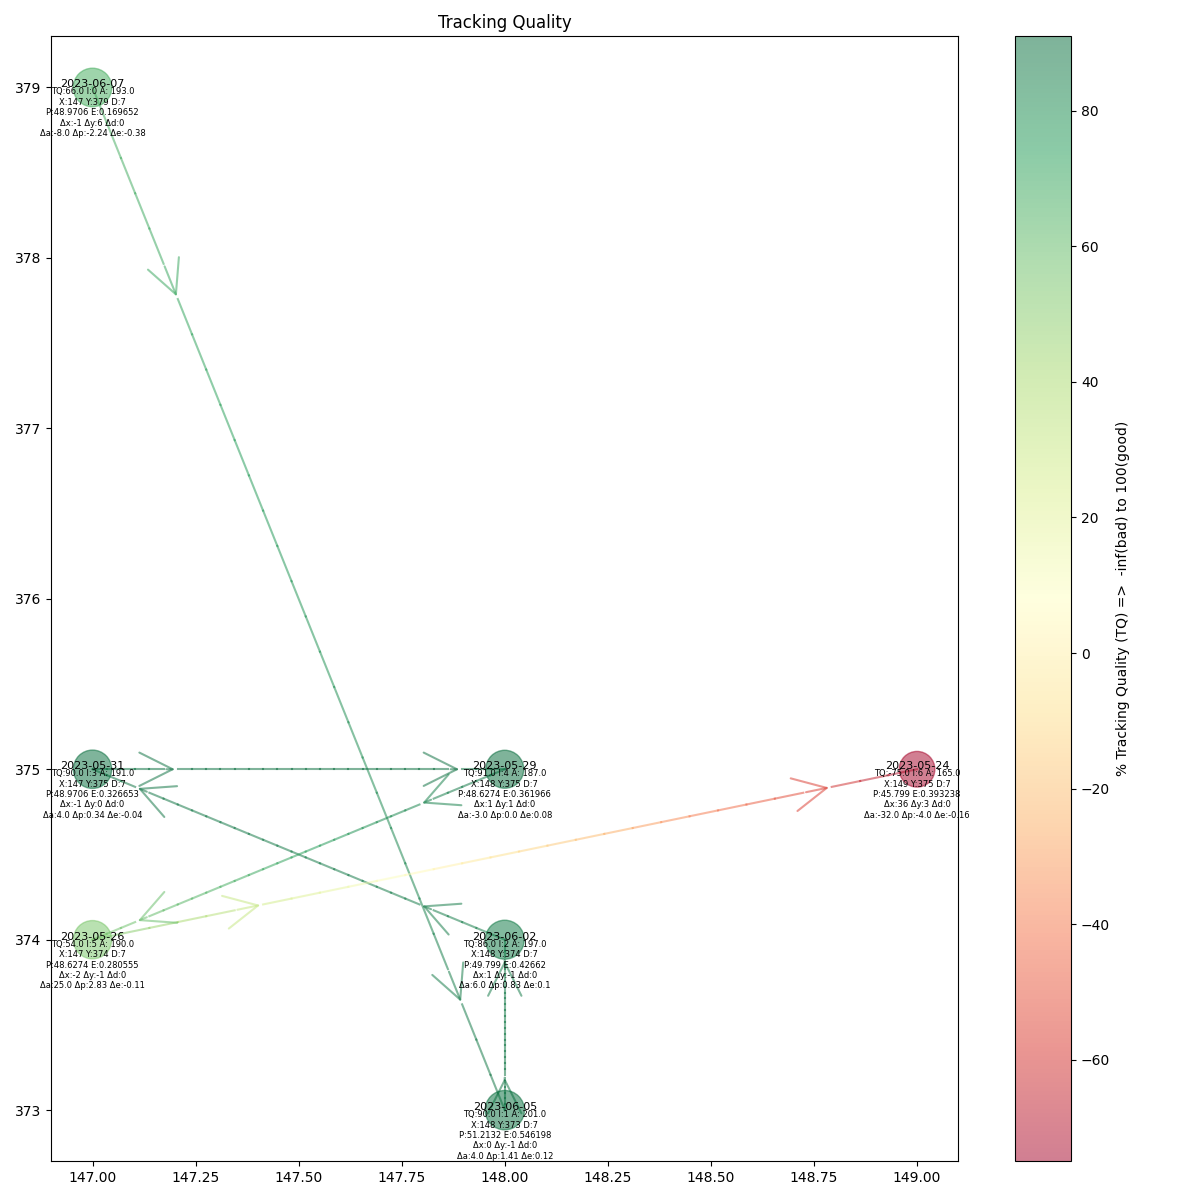 Tracking Quality
379
378
377
376
375
374
373
2023-06-07
TQ:66.0 I:0 A: 193.0
X:147 Y:379 D:7
P:48.9706 E:0.169652
Δx:-1 Δy:6 Δd:0
Δa:-8.0 Δp:-2.24 Δe:-0.38
2023-05-31
TQ:90.0 I:3 A: 191.0
X:147 Y:375 D:7
P:48.9706 E:0.326653
Δx:-1 Δy:0 Δd:0
Δa:4.0 Δp:0.34 Δe:-0.04
2023-05-29
TQ:91.0 I:4 A: 187.0
X:148 Y:375 D:7
P:48.6274 E:0.361966
Δx:1 Δy:1 Δd:0
Δa:-3.0 Δp:0.0 Δe:0.08
2023-05-24
TQ:-75.0 I:6 A: 165.0
X:149 Y:375 D:7
P:45.799 E:0.393238
Δx:36 Δy:3 Δd:0
Δa:-32.0 Δp:-4.0 Δe:-0.16
2023-05-26
TQ:54.0 I:5 A: 190.0
X:147 Y:374 D:7
P:48.6274 E:0.280555
Δx:-2 Δy:-1 Δd:0
Δa:25.0 Δp:2.83 Δe:-0.11
2023-06-02
TQ:86.0 I:2 A: 197.0
X:148 Y:374 D:7
P:49.799 E:0.42662
Δx:1 Δy:-1 Δd:0
Δa:6.0 Δp:0.83 Δe:0.1
2023-06-05
TQ:90.0 I:1 A: 201.0
X:148 Y:373 D:7
P:51.2132 E:0.546198
Δx:0 Δy:-1 Δd:0
Δa:4.0 Δp:1.41 Δe:0.12
147.00 147.25 147.50 147.75 148.00 148.25 148.50 148.75 149.00
80
60
40
20
0
−20
−40
−60
% Tracking Quality (TQ) => -inf(bad) to 100(good)